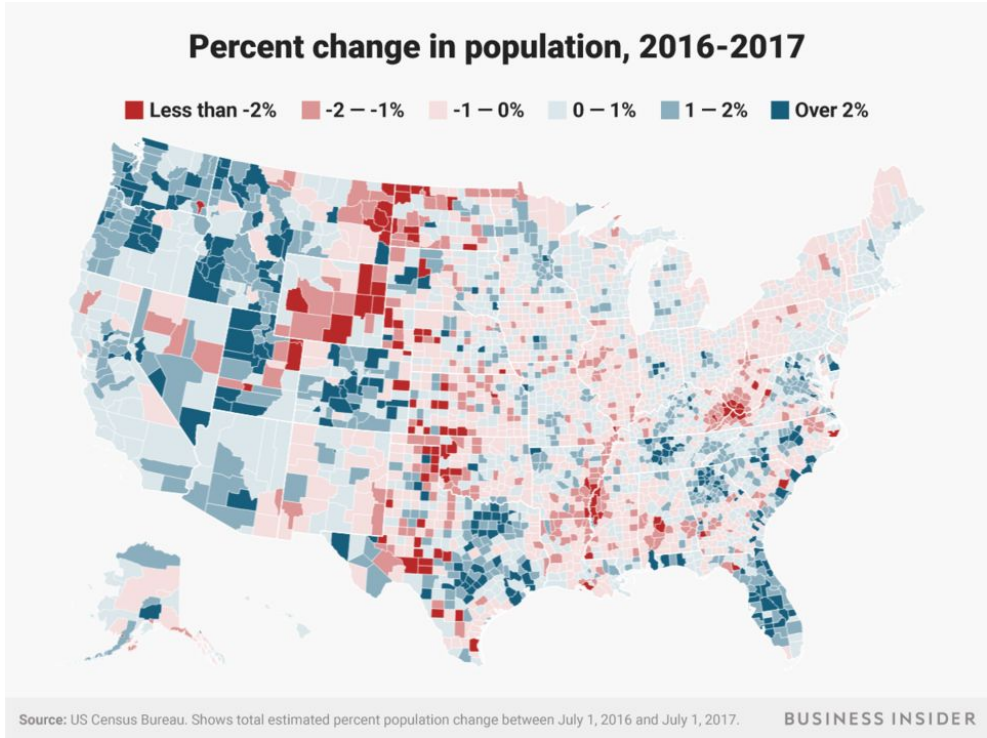 Percent change in population, 2016-2017
Less than -2% -2 — -1% -1 — 0% 0 — 1% 1 — 2% Over 2%
Source: US Census Bureau. Shows total estimated percent population change between July 1, 2016 and July 1, 2017. BUSINESS INSIDER